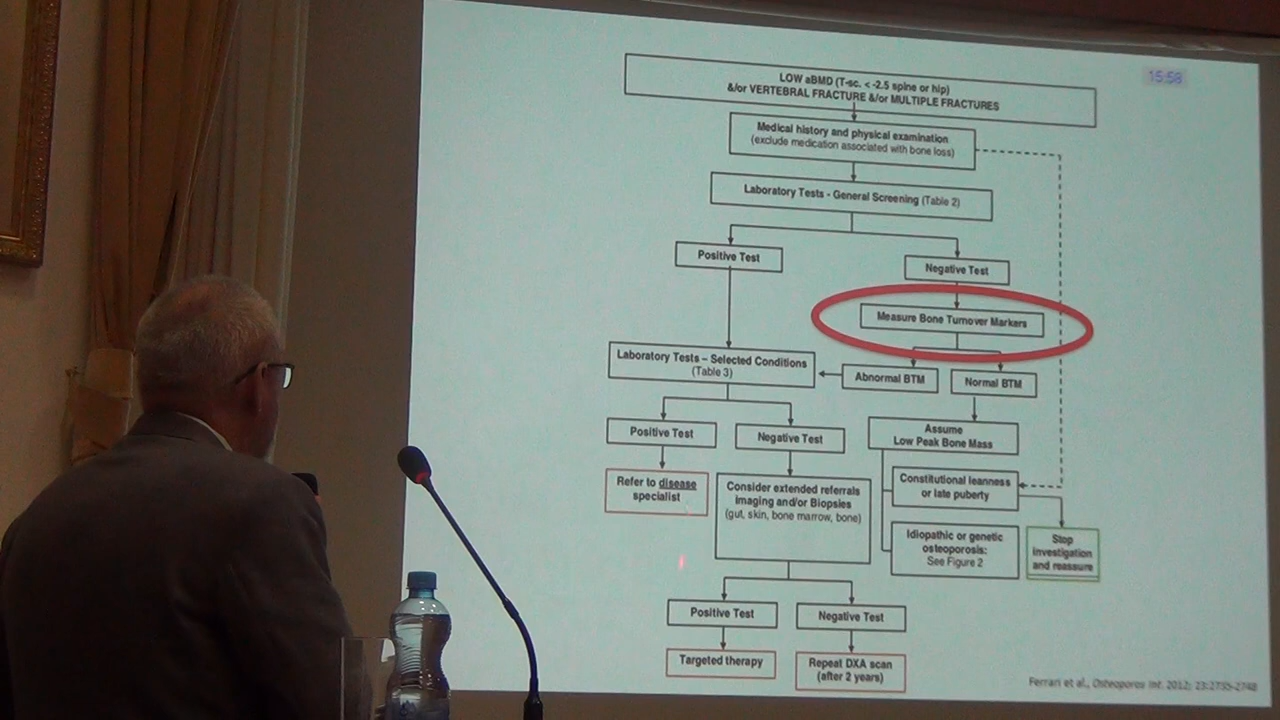 15:58
LOW aBMD (T-sc. < -2.5 spine or hip)
&/or VERTEBRAL FRACTURE &/or MULTIPLE FRACTURES
Medical history and physical examination
(exclude medication associated with bone loss)
Laboratory Tests - General Screening (Table 2)
Positive Test
Negative Test
Measure Bone Turnover Markers
Laboratory Tests – Selected Conditions
(Table 3)
Abnormal BTM
Normal BTM
Positive Test
Negative Test
Assume
Low Peak Bone Mass
Refer to disease
specialist
Consider extended referrals
Imaging and/or Biopsies
(gut, skin, bone marrow, bone)
Constitutional leanness
or late puberty
Idiopathic or genetic
osteoporosis:
See Figure 2
Stop
investigation
and reassure
Positive Test
Negative Test
Targeted therapy
Repeat DXA scan
(after 2 years)
Ferrari et al., Osteoporos Int. 2012; 23:2735-2748